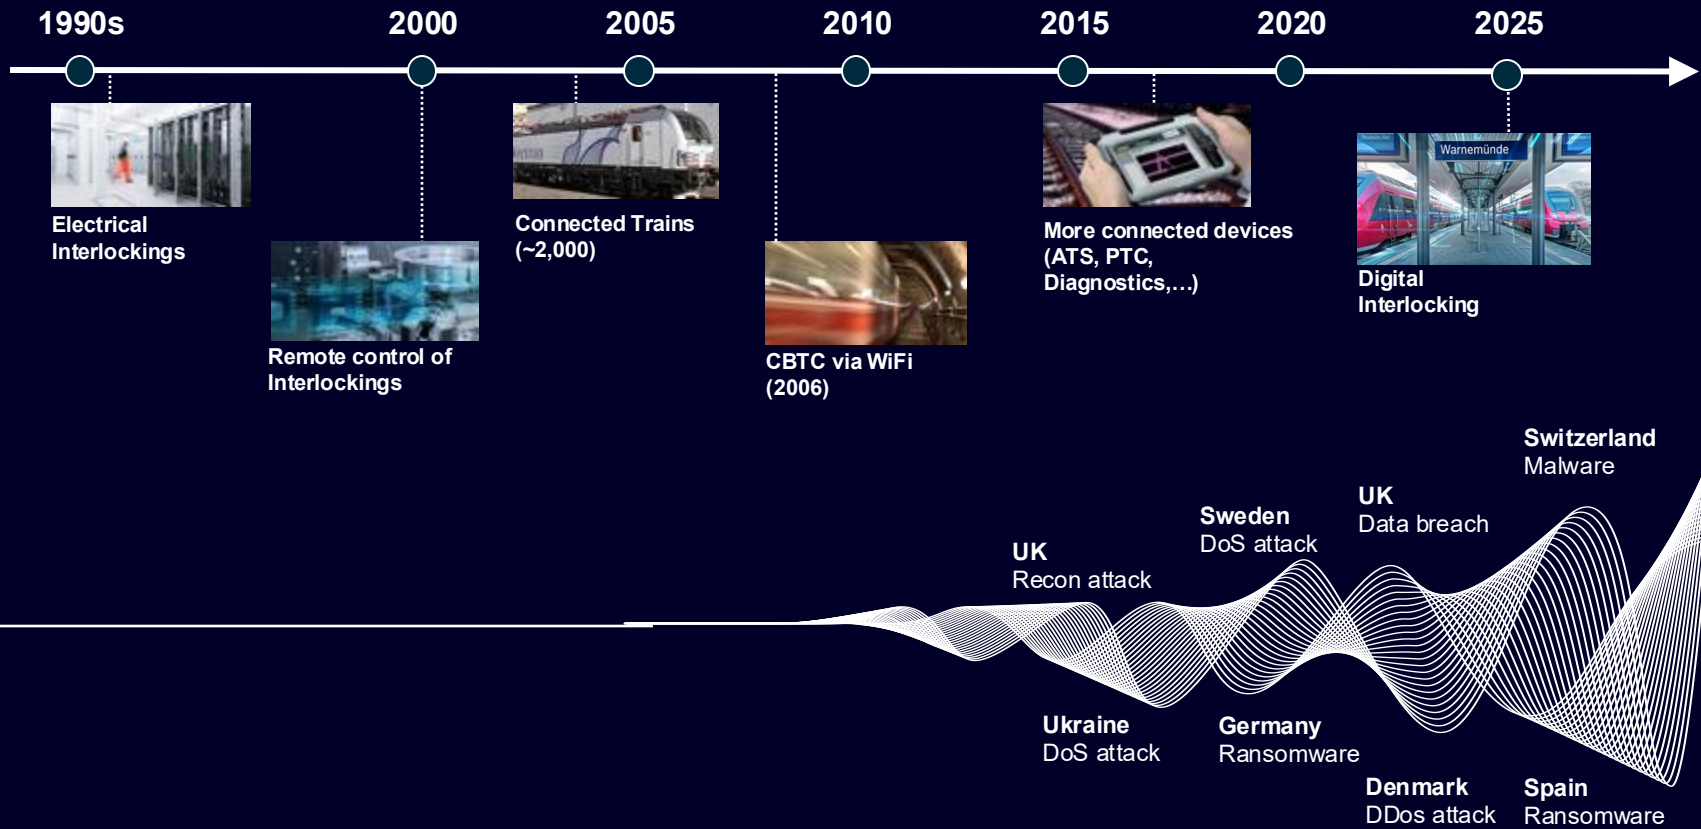 1990s
2000
2005
2010
2015
2020
2025
Electrical
Interlockings
Remote control of
Interlockings
Connected Trains
(~2,000)
CBTC via WiFi
(2006)
More connected devices
(ATS, PTC,
Diagnostics,...)
Warnemünde
Digital
Interlocking
Switzerland
Malware
UK
Data breach
Sweden
DoS attack
UK
Recon attack
Ukraine
DoS attack
Germany
Ransomware
Denmark
DDos attack
Spain
Ransomware